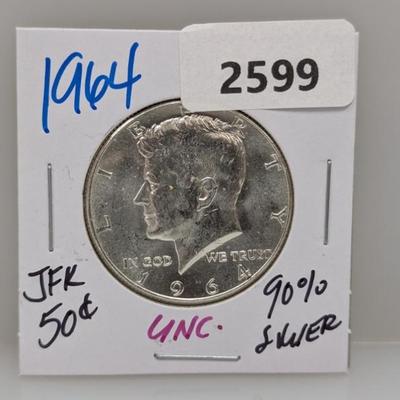 1964
2599
LIBERTY
IN GOD WE TRUST
1964
JFK
50¢
UNC.
90%
SILVER